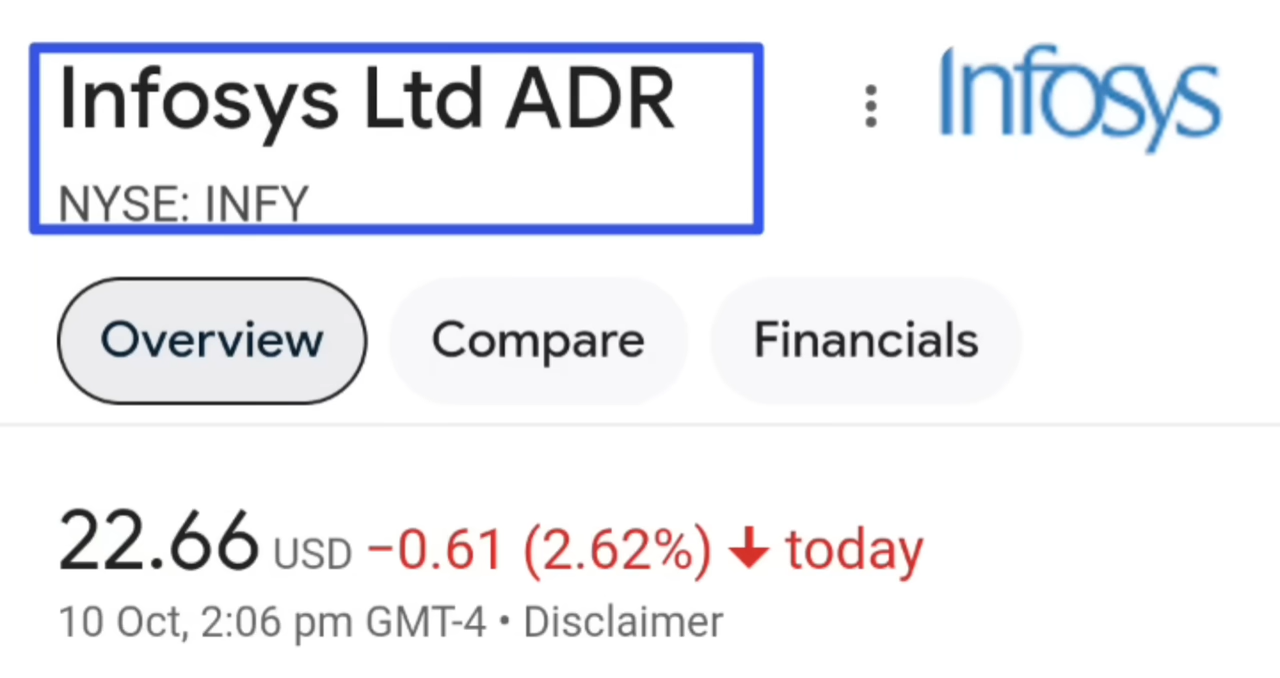 Infosys Ltd ADR
Infosys
NYSE: INFY
Overview
Compare
Financials
22.66 USD −0.61 (2.62%) ↓ today
10 Oct, 2:06 pm GMT-4 • Disclaimer